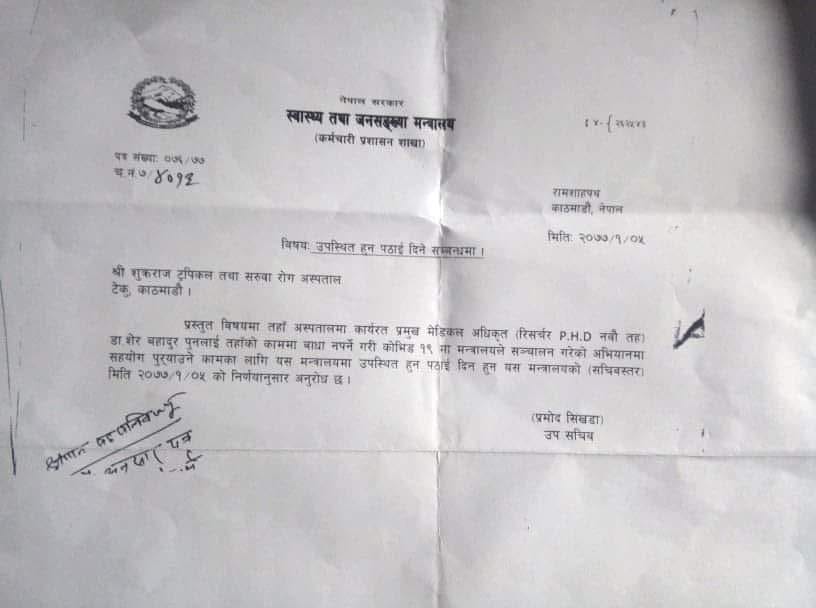 नेपाल सरकार
स्वास्थ्य तथा जनसङ्ख्या मन्त्रालय
(कर्मचारी प्रशासन शाखा)
पत्र संख्या: ०७६/७७
च.नं.७/४०१६
रामशाहपथ
काठमाडौं, नेपाल
मिति: २०७७/१/०५
विषय: उपस्थित हुन पठाई दिने सम्बन्धमा ।
श्री शुक्रराज ट्रपिकल तथा सरुवा रोग अस्पताल
टेकु, काठमाडौं ।
प्रस्तुत विषयमा तहाँ अस्पतालमा कार्यरत प्रमुख मेडिकल अधिकृत (रिसर्चर P.H.D नवौ तह)
डा.शेर बहादुर पुनलाई तहाँको काममा बाधा नपर्ने गरी कोभिड १९ मा मन्त्रालयले सञ्चालन गरेको अभियानमा
सहयोग पुर्‍याउने कामका लागि यस मन्त्रालयमा उपस्थित हुन पठाई दिन हुन यस मन्त्रालयको (सचिवस्तर)
मिति २०७७/१/०५ को निर्णयानुसार अनुरोध छ ।
(प्रमोद सिखडा)
उप सचिव